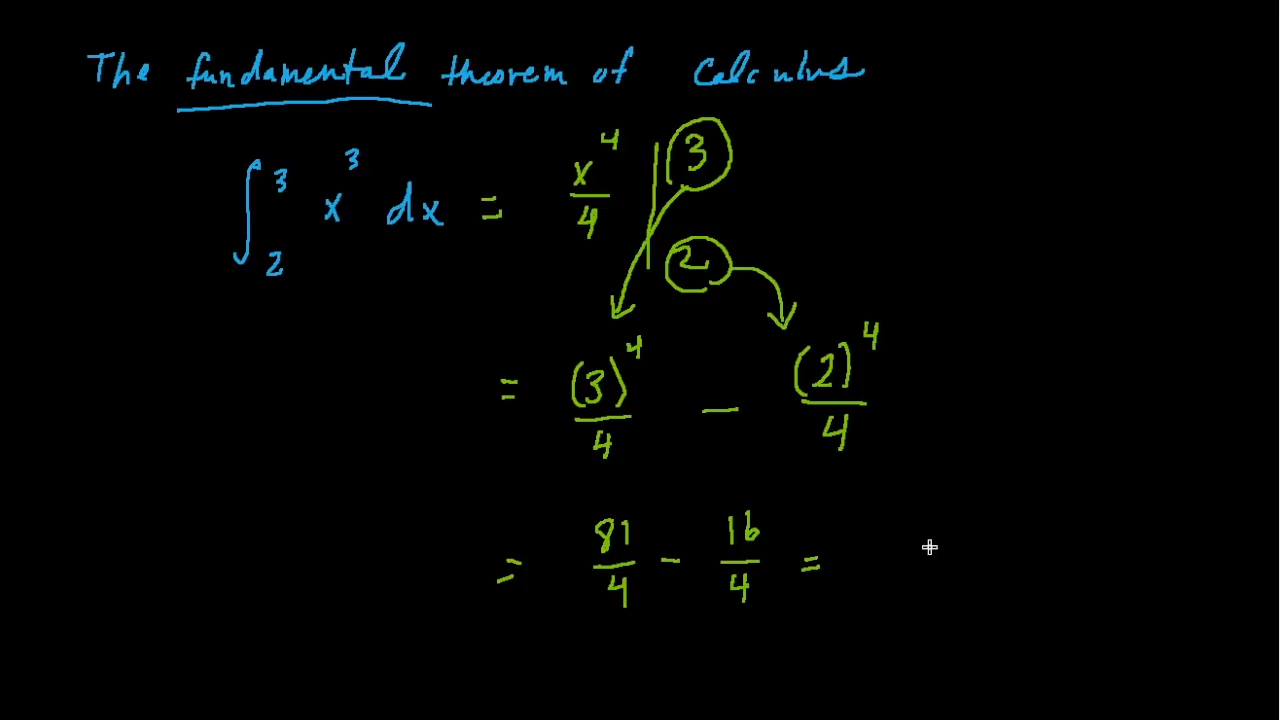 The fundamental theorem of Calculus
∫₂³ x³ dx = x⁴/4 |₂³
= (3)⁴/4 − (2)⁴/4
= 81/4 − 16/4 =